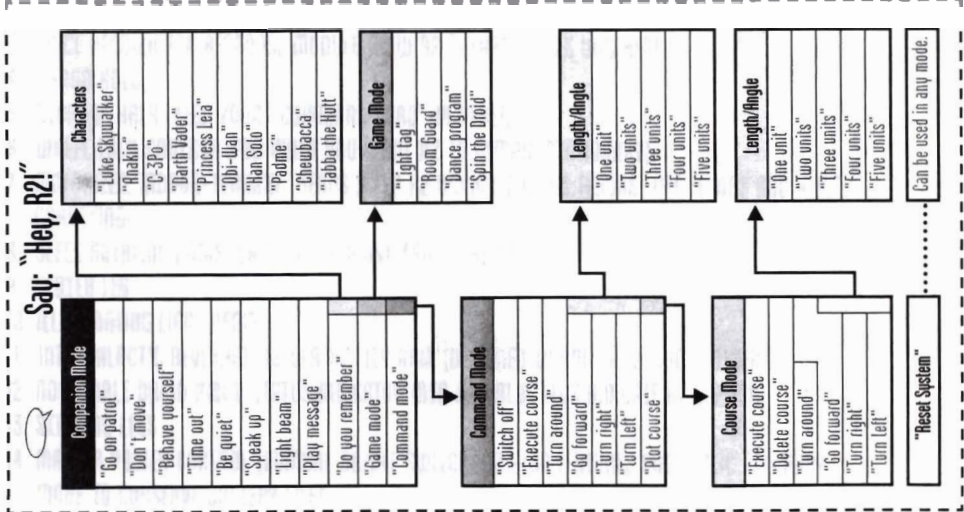 Say: "Hey, R2."
Companion Mode
"Go on patrol"
"Don't move"
"Behave yourself"
"Time out"
"Be quiet"
"Speak up"
"Light beam"
"Play message"
"Do you remember"
"Game mode"
"Command mode"
Characters
"Luke Skywalker"
"Anakin"
"C-3PO"
"Darth Vader"
"Princess Leia"
"Obi-Wan"
"Han Solo"
"Padmé"
"Chewbacca"
"Jabba the Hutt"
Game Mode
"Light tag"
"Room Guard"
"Dance program"
"Spin the Droid"
Command Mode
"Switch off"
"Execute course"
"Turn around"
"Go forward"
"Turn right"
"Turn left"
"Plot course"
Length/Angle
"One unit"
"Two units"
"Three units"
"Four units"
"Five units"
Course Mode
"Execute course"
"Delete course"
"Turn around"
"Go forward"
"Turn right"
"Turn left"
Length/Angle
"One unit"
"Two units"
"Three units"
"Four units"
"Five units"
"Reset System"
Can be used in any mode.